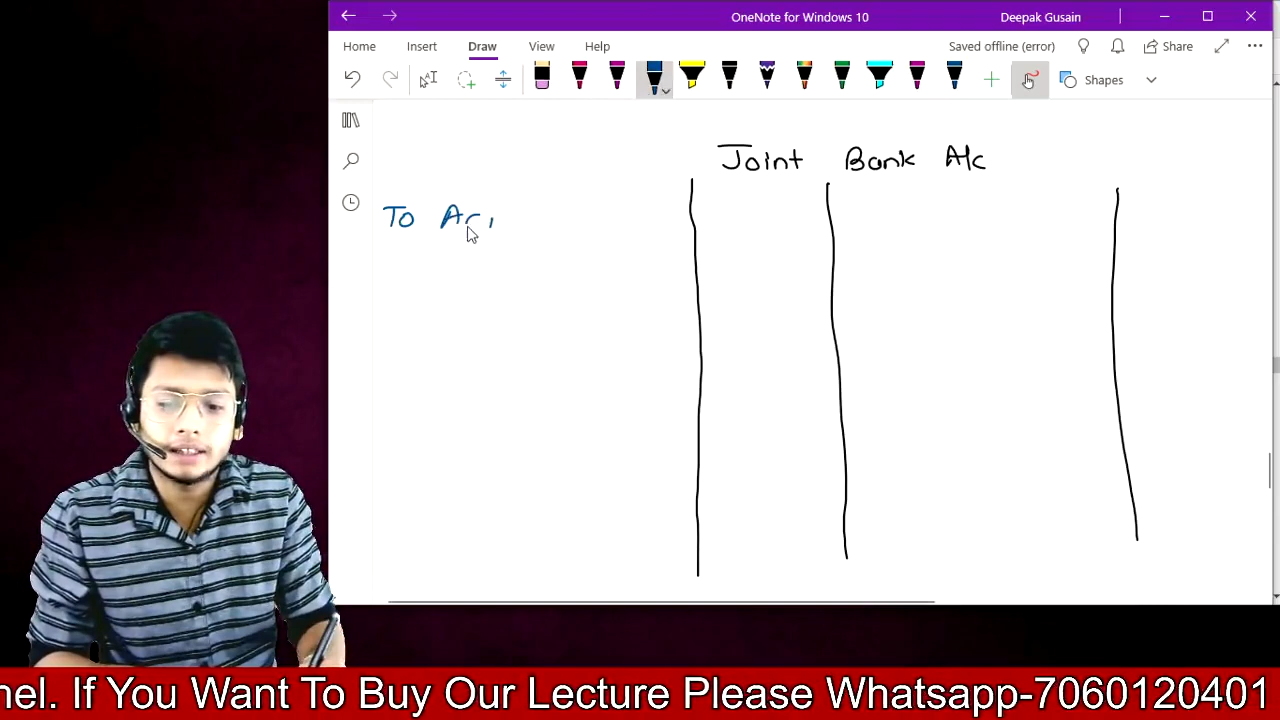 OneNote for Windows 10
Deepak Gusain
Home Insert Draw View Help
Saved offline (error)
Share
Shapes
Joint Bank A/c
To
nel. If You Want To Buy Our Lecture Please Whatsapp-7060120401